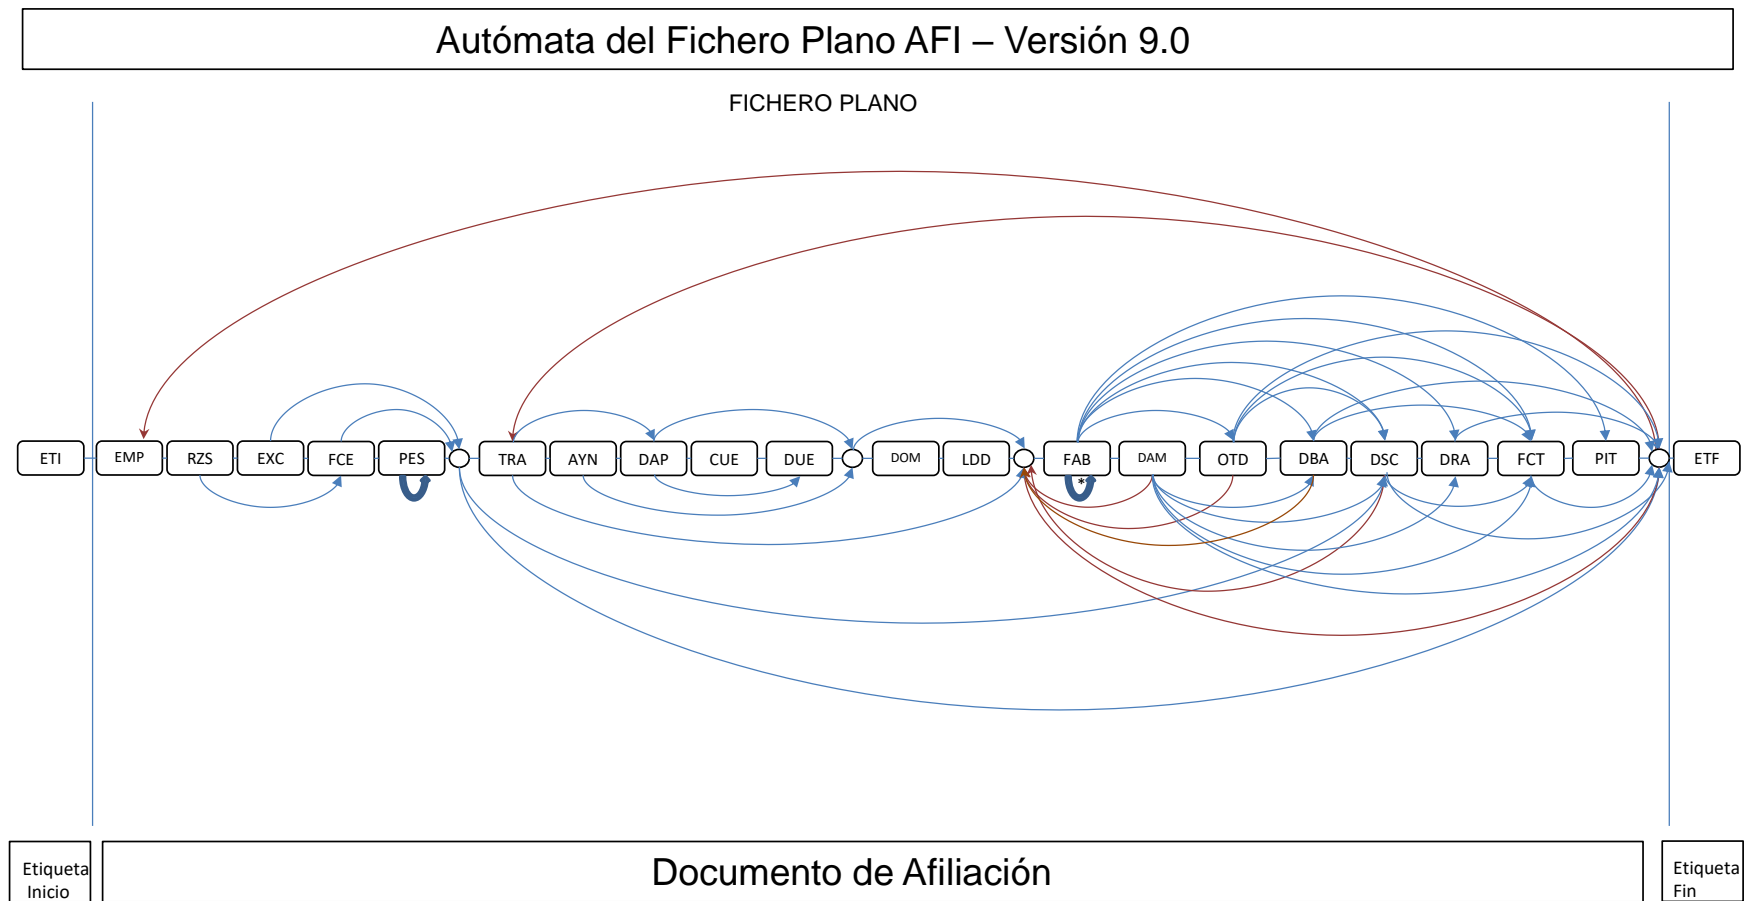 Autómata del Fichero Plano AFI – Versión 9.0
FICHERO PLANO
ETI
EMP
RZS
EXC
FCE
PES
TRA
AYN
DAP
CUE
DUE
DOM
LDD
FAB
DAM
OTD
DBA
DSC
DRA
FCT
PIT
ETF
*
Etiqueta
Inicio
Documento de Afiliación
Etiqueta
Fin